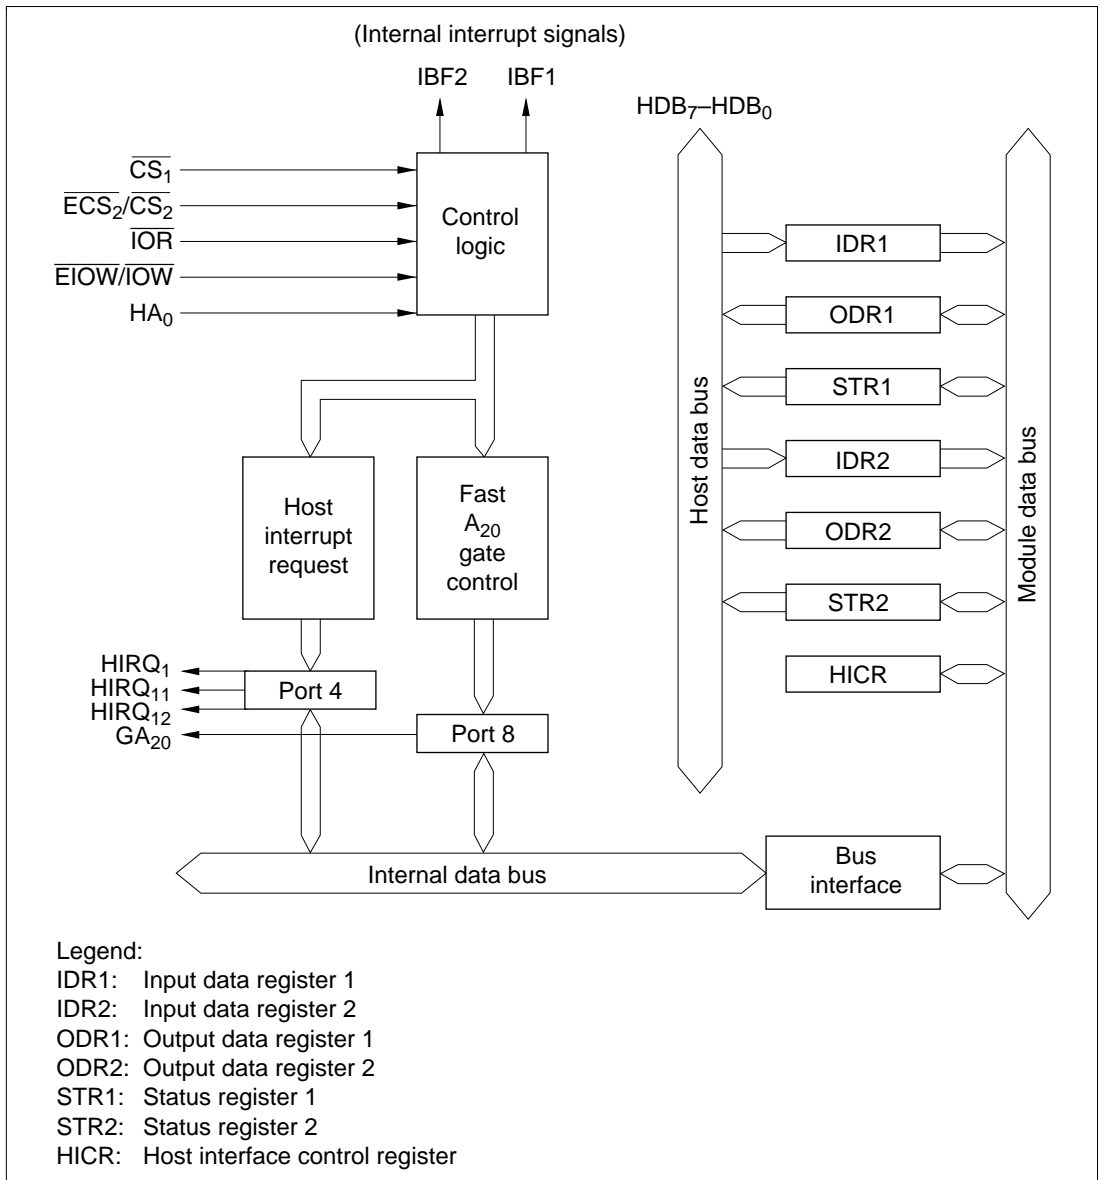 (Internal interrupt signals)
IBF2 IBF1
HDB7–HDB0
CS1
ECS2/CS2
IOR
EIOW/IOW
HA0
Control
logic
IDR1
ODR1
STR1
IDR2
ODR2
STR2
HICR
Host data bus
Module data bus
Host
interrupt
request
Fast
A20
gate
control
HIRQ1
HIRQ11
HIRQ12
GA20
Port 4
Port 8
Internal data bus
Bus
interface
Legend:
IDR1: Input data register 1
IDR2: Input data register 2
ODR1: Output data register 1
ODR2: Output data register 2
STR1: Status register 1
STR2: Status register 2
HICR: Host interface control register